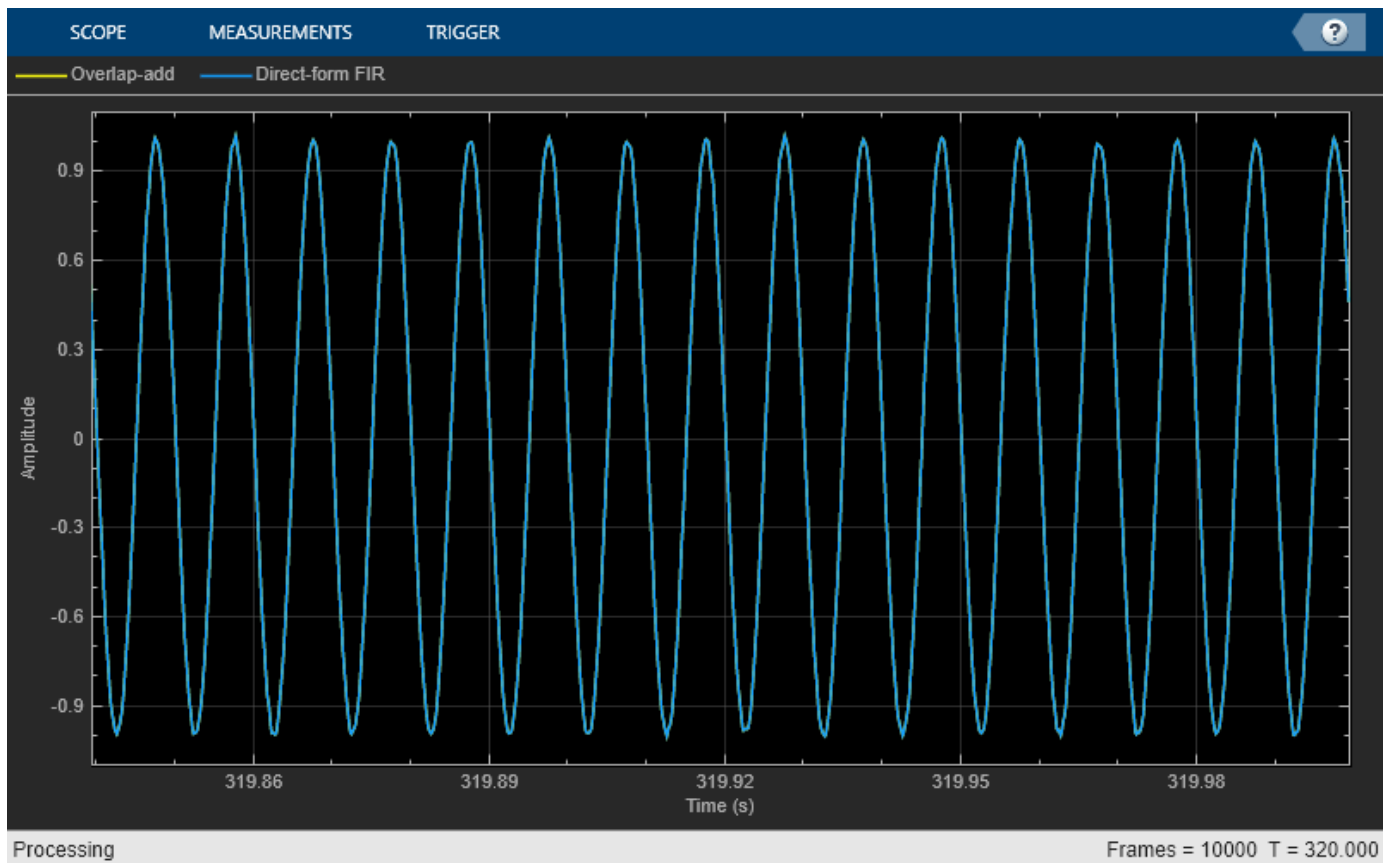 SCOPE MEASUREMENTS TRIGGER ?
Overlap-add Direct-form FIR
0.9
0.6
0.3
0
-0.3
-0.6
-0.9
Amplitude
319.86 319.89 319.92 319.95 319.98
Time (s)
Processing Frames = 10000 T = 320.000